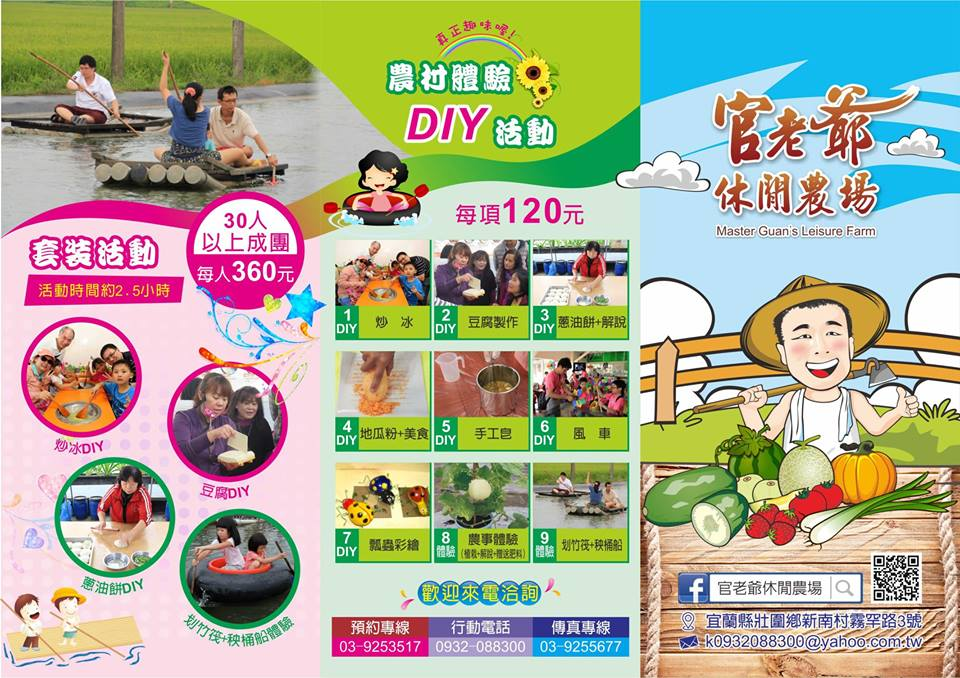 30人
以上成團
每人360元
套裝活動
活動時間約2.5小時
炒冰DIY
豆腐DIY
蔥油餅DIY
划竹筏+秧桶船體驗
真正趣味喔!
農村體驗
DIY 活動
每項120元
1 DIY 炒 冰
2 DIY 豆腐製作
3 DIY 蔥油餅+解說
4 DIY 地瓜粉+美食
5 DIY 手工皂
6 DIY 風 車
7 DIY 瓢蟲彩繪
8 體驗 農事體驗
(植栽+解說+贈送肥料)
9 體驗 划竹筏+秧桶船
歡迎來電洽詢
預約專線 行動電話 傳真專線
03-9253517 0932-088300 03-9255677
官老爺
休閒農場
Master Guan's Leisure Farm
f 官老爺休閒農場
宜蘭縣壯圍鄉新南村霧罕路3號
k0932088300@yahoo.com.tw